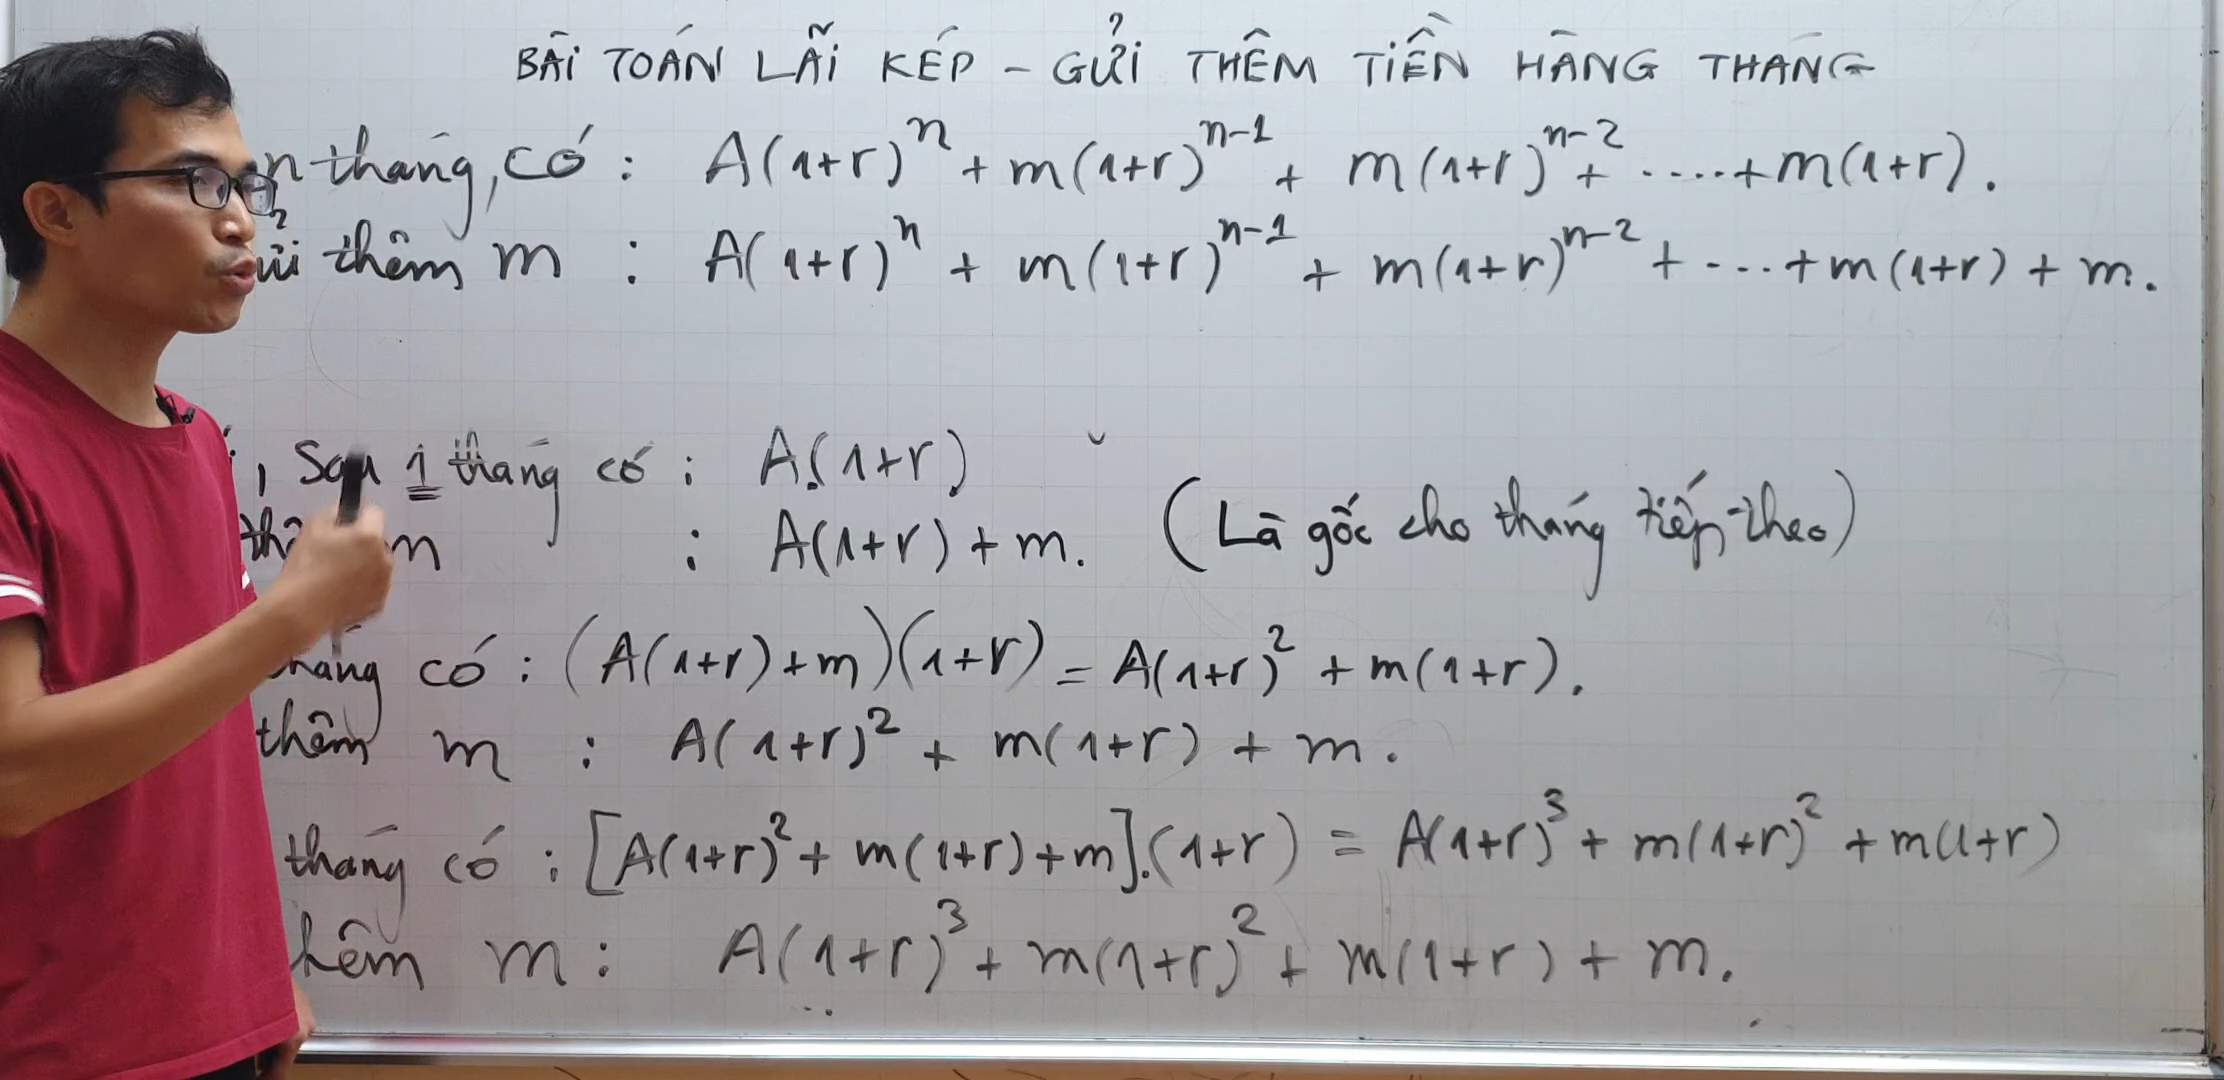 BÀI TOÁN LÃI KÉP - GỬI THÊM TIỀN HÀNG THÁNG
n tháng, có : A(1+r)^n + m(1+r)^{n-1} + m(1+r)^{n-2} + ..... + m(1+r).
thêm m : A(1+r)^n + m(1+r)^{n-1} + m(1+r)^{n-2} + ... + m(1+r) + m.
, Sau 1 tháng có : A.(1+r)
m : A(1+r) + m. (Là gốc cho tháng tiếp theo)
có : (A(1+r)+m)(1+r) = A(1+r)^2 + m(1+r).
thêm m : A(1+r)^2 + m(1+r) + m.
tháng có : [A(1+r)^2 + m(1+r)+m].(1+r) = A(1+r)^3 + m(1+r)^2 + m(1+r)
m : A(1+r)^3 + m(1+r)^2 + m(1+r) + m.